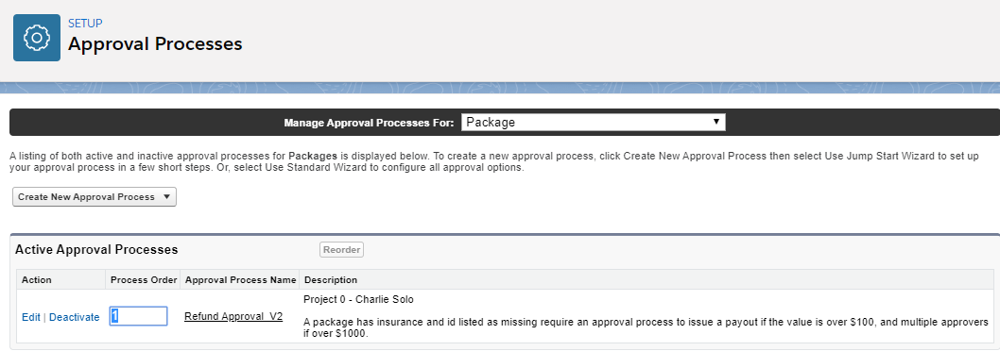 SETUP
Approval Processes
Manage Approval Processes For: Package
A listing of both active and inactive approval processes for Packages is displayed below. To create a new approval process, click Create New Approval Process then select Use Jump Start Wizard to set up
your approval process in a few short steps. Or, select Use Standard Wizard to configure all approval options.
Create New Approval Process
Active Approval Processes Reorder
Action Process Order Approval Process Name Description
Project 0 - Charlie Solo
Edit | Deactivate 1 Refund Approval V2
A package has insurance and id listed as missing require an approval process to issue a payout if the value is over $100, and multiple approvers
if over $1000.